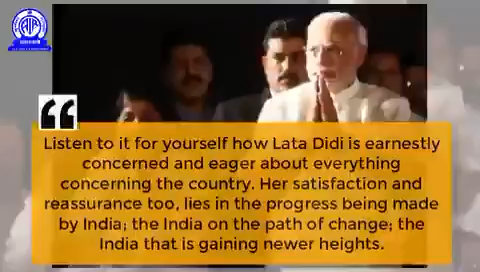 Listen to it for yourself how Lata Didi is earnestly
concerned and eager about everything
concerning the country. Her satisfaction and
reassurance too, lies in the progress being made
by India; the India on the path of change; the
India that is gaining newer heights.